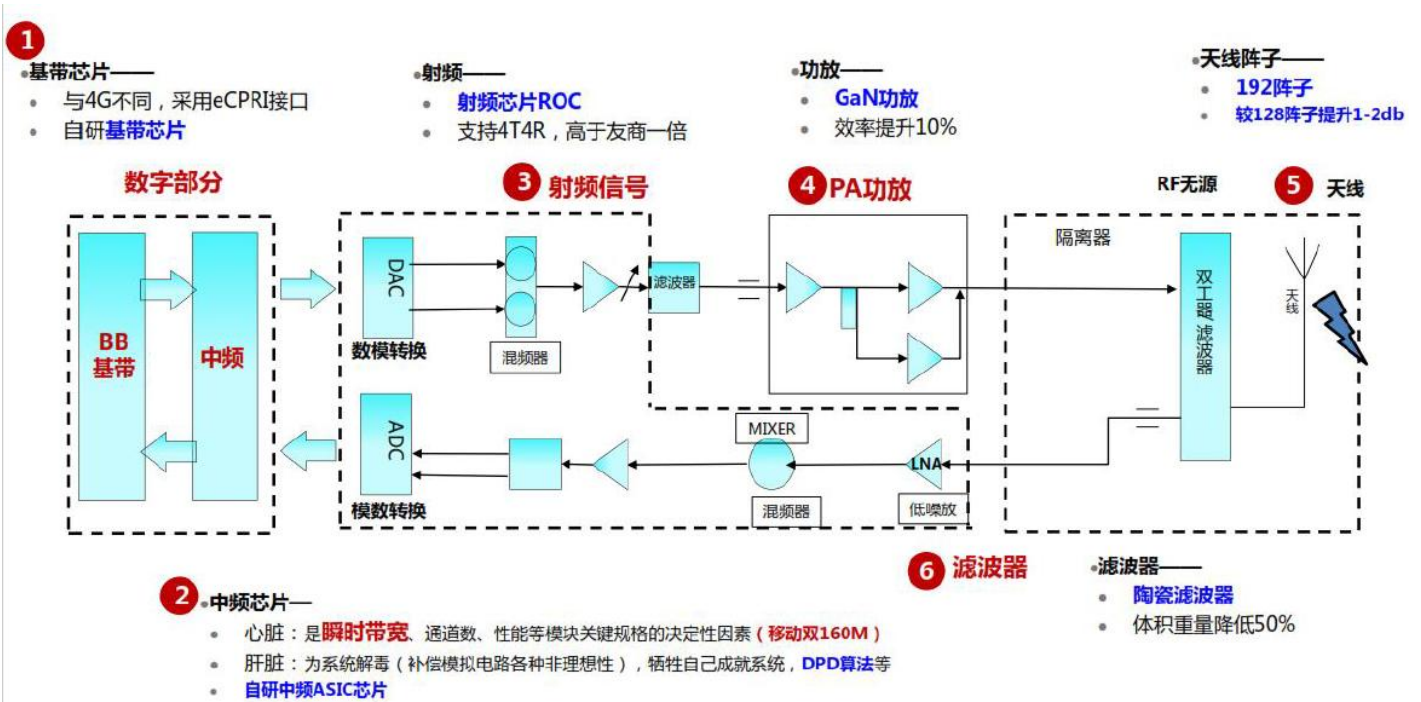 1
•基带芯片——
• 与4G不同，采用eCPRI接口
• 自研基带芯片
•射频——
• 射频芯片ROC
• 支持4T4R，高于友商一倍
•功放——
• GaN功放
• 效率提升10%
•天线阵子——
• 192阵子
• 较128阵子提升1-2db
数字部分
3 射频信号
4 PA功放
RF无源
5 天线
BB
基带
中频
DAC
数模转换
混频器
滤波器
隔离器
双工器/滤波器
天线
ADC
模数转换
MIXER
混频器
LNA
低噪放
6 滤波器
•滤波器——
• 陶瓷滤波器
• 体积重量降低50%
2 •中频芯片—
• 心脏：是瞬时带宽、通道数、性能等模块关键规格的决定性因素（移动双160M）
• 肝脏：为系统解毒（补偿模拟电路各种非理想性），牺牲自己成就系统，DPD算法等
• 自研中频ASIC芯片